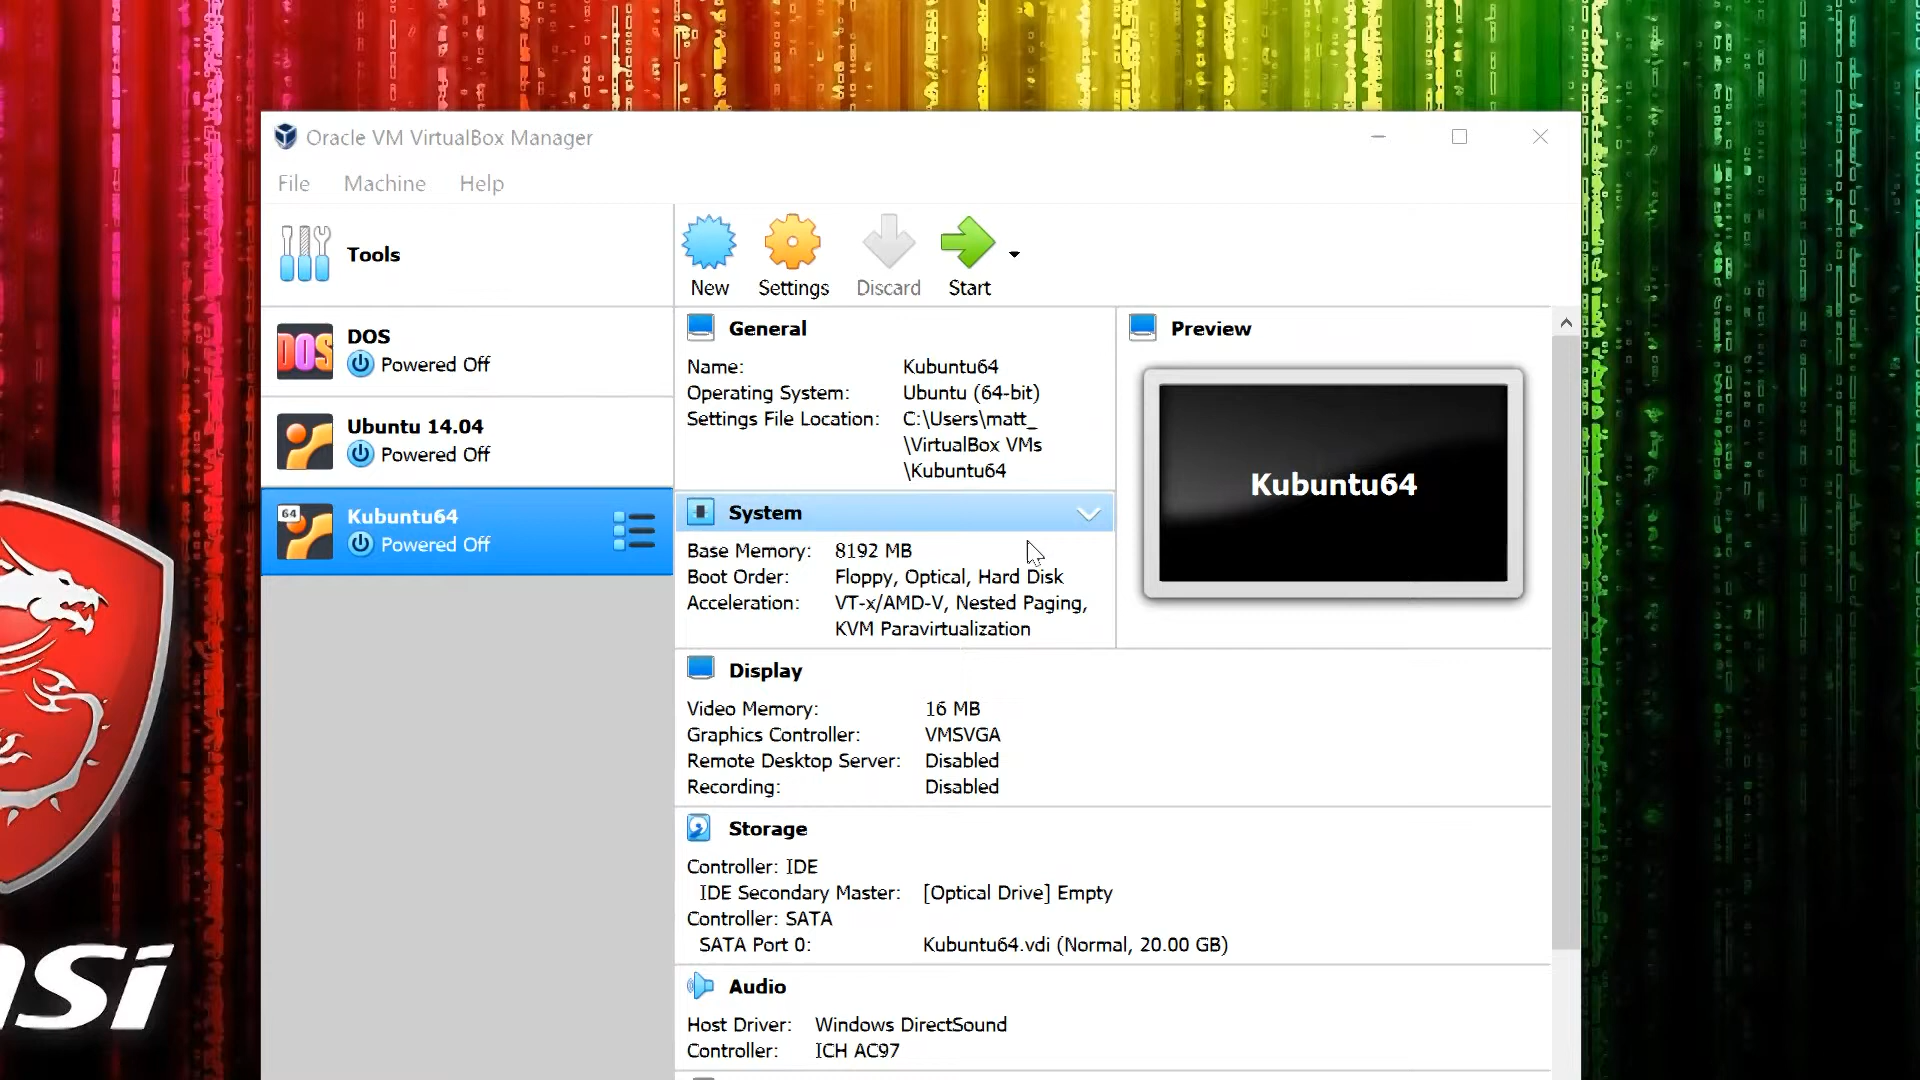 Oracle VM VirtualBox Manager
File Machine Help
Tools
New Settings Discard Start
DOS
DOS
Powered Off
Ubuntu 14.04
Powered Off
64
Kubuntu64
Powered Off
General
Name: Kubuntu64
Operating System: Ubuntu (64-bit)
Settings File Location: C:\Users\matt_
\VirtualBox VMs
\Kubuntu64
Preview
Kubuntu64
System
Base Memory: 8192 MB
Boot Order: Floppy, Optical, Hard Disk
Acceleration: VT-x/AMD-V, Nested Paging,
KVM Paravirtualization
Display
Video Memory: 16 MB
Graphics Controller: VMSVGA
Remote Desktop Server: Disabled
Recording: Disabled
Storage
Controller: IDE
IDE Secondary Master: [Optical Drive] Empty
Controller: SATA
SATA Port 0: Kubuntu64.vdi (Normal, 20.00 GB)
Audio
Host Driver: Windows DirectSound
Controller: ICH AC97